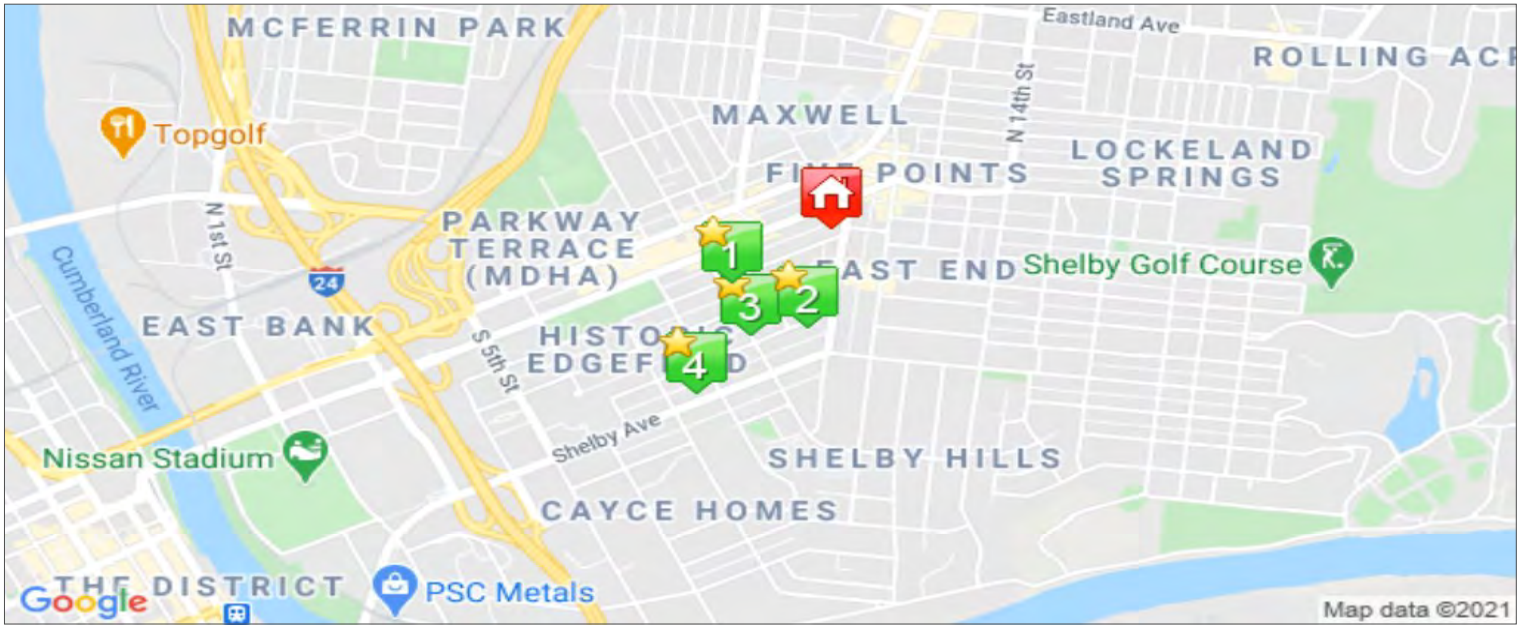 MCFERRIN PARK
Eastland Ave
ROLLING ACR
Topgolf
MAXWELL
N 14th St
LOCKELAND
SPRINGS
FIVE POINTS
N 1st St
PARKWAY
TERRACE
(MDHA)
1
EAST END
Shelby Golf Course
Cumberland River
24
3
2
EAST BANK
HISTORIC
EDGEFIELD
S 5th St
4
Shelby Ave
Nissan Stadium
SHELBY HILLS
CAYCE HOMES
THE DISTRICT
Google
PSC Metals
Map data ©2021